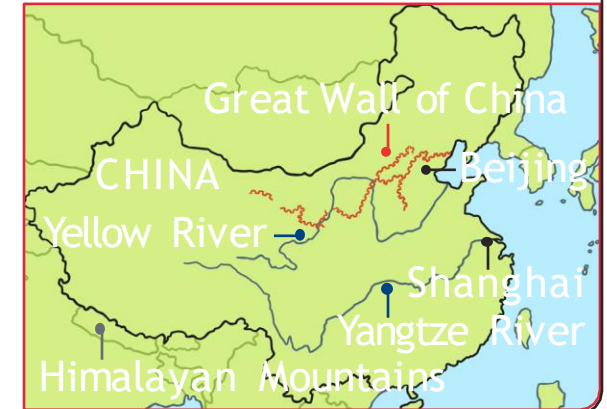 Great Wall of China
CHINA
Beijing
Yellow River
Shanghai
Yangtze River
Himalayan Mountains